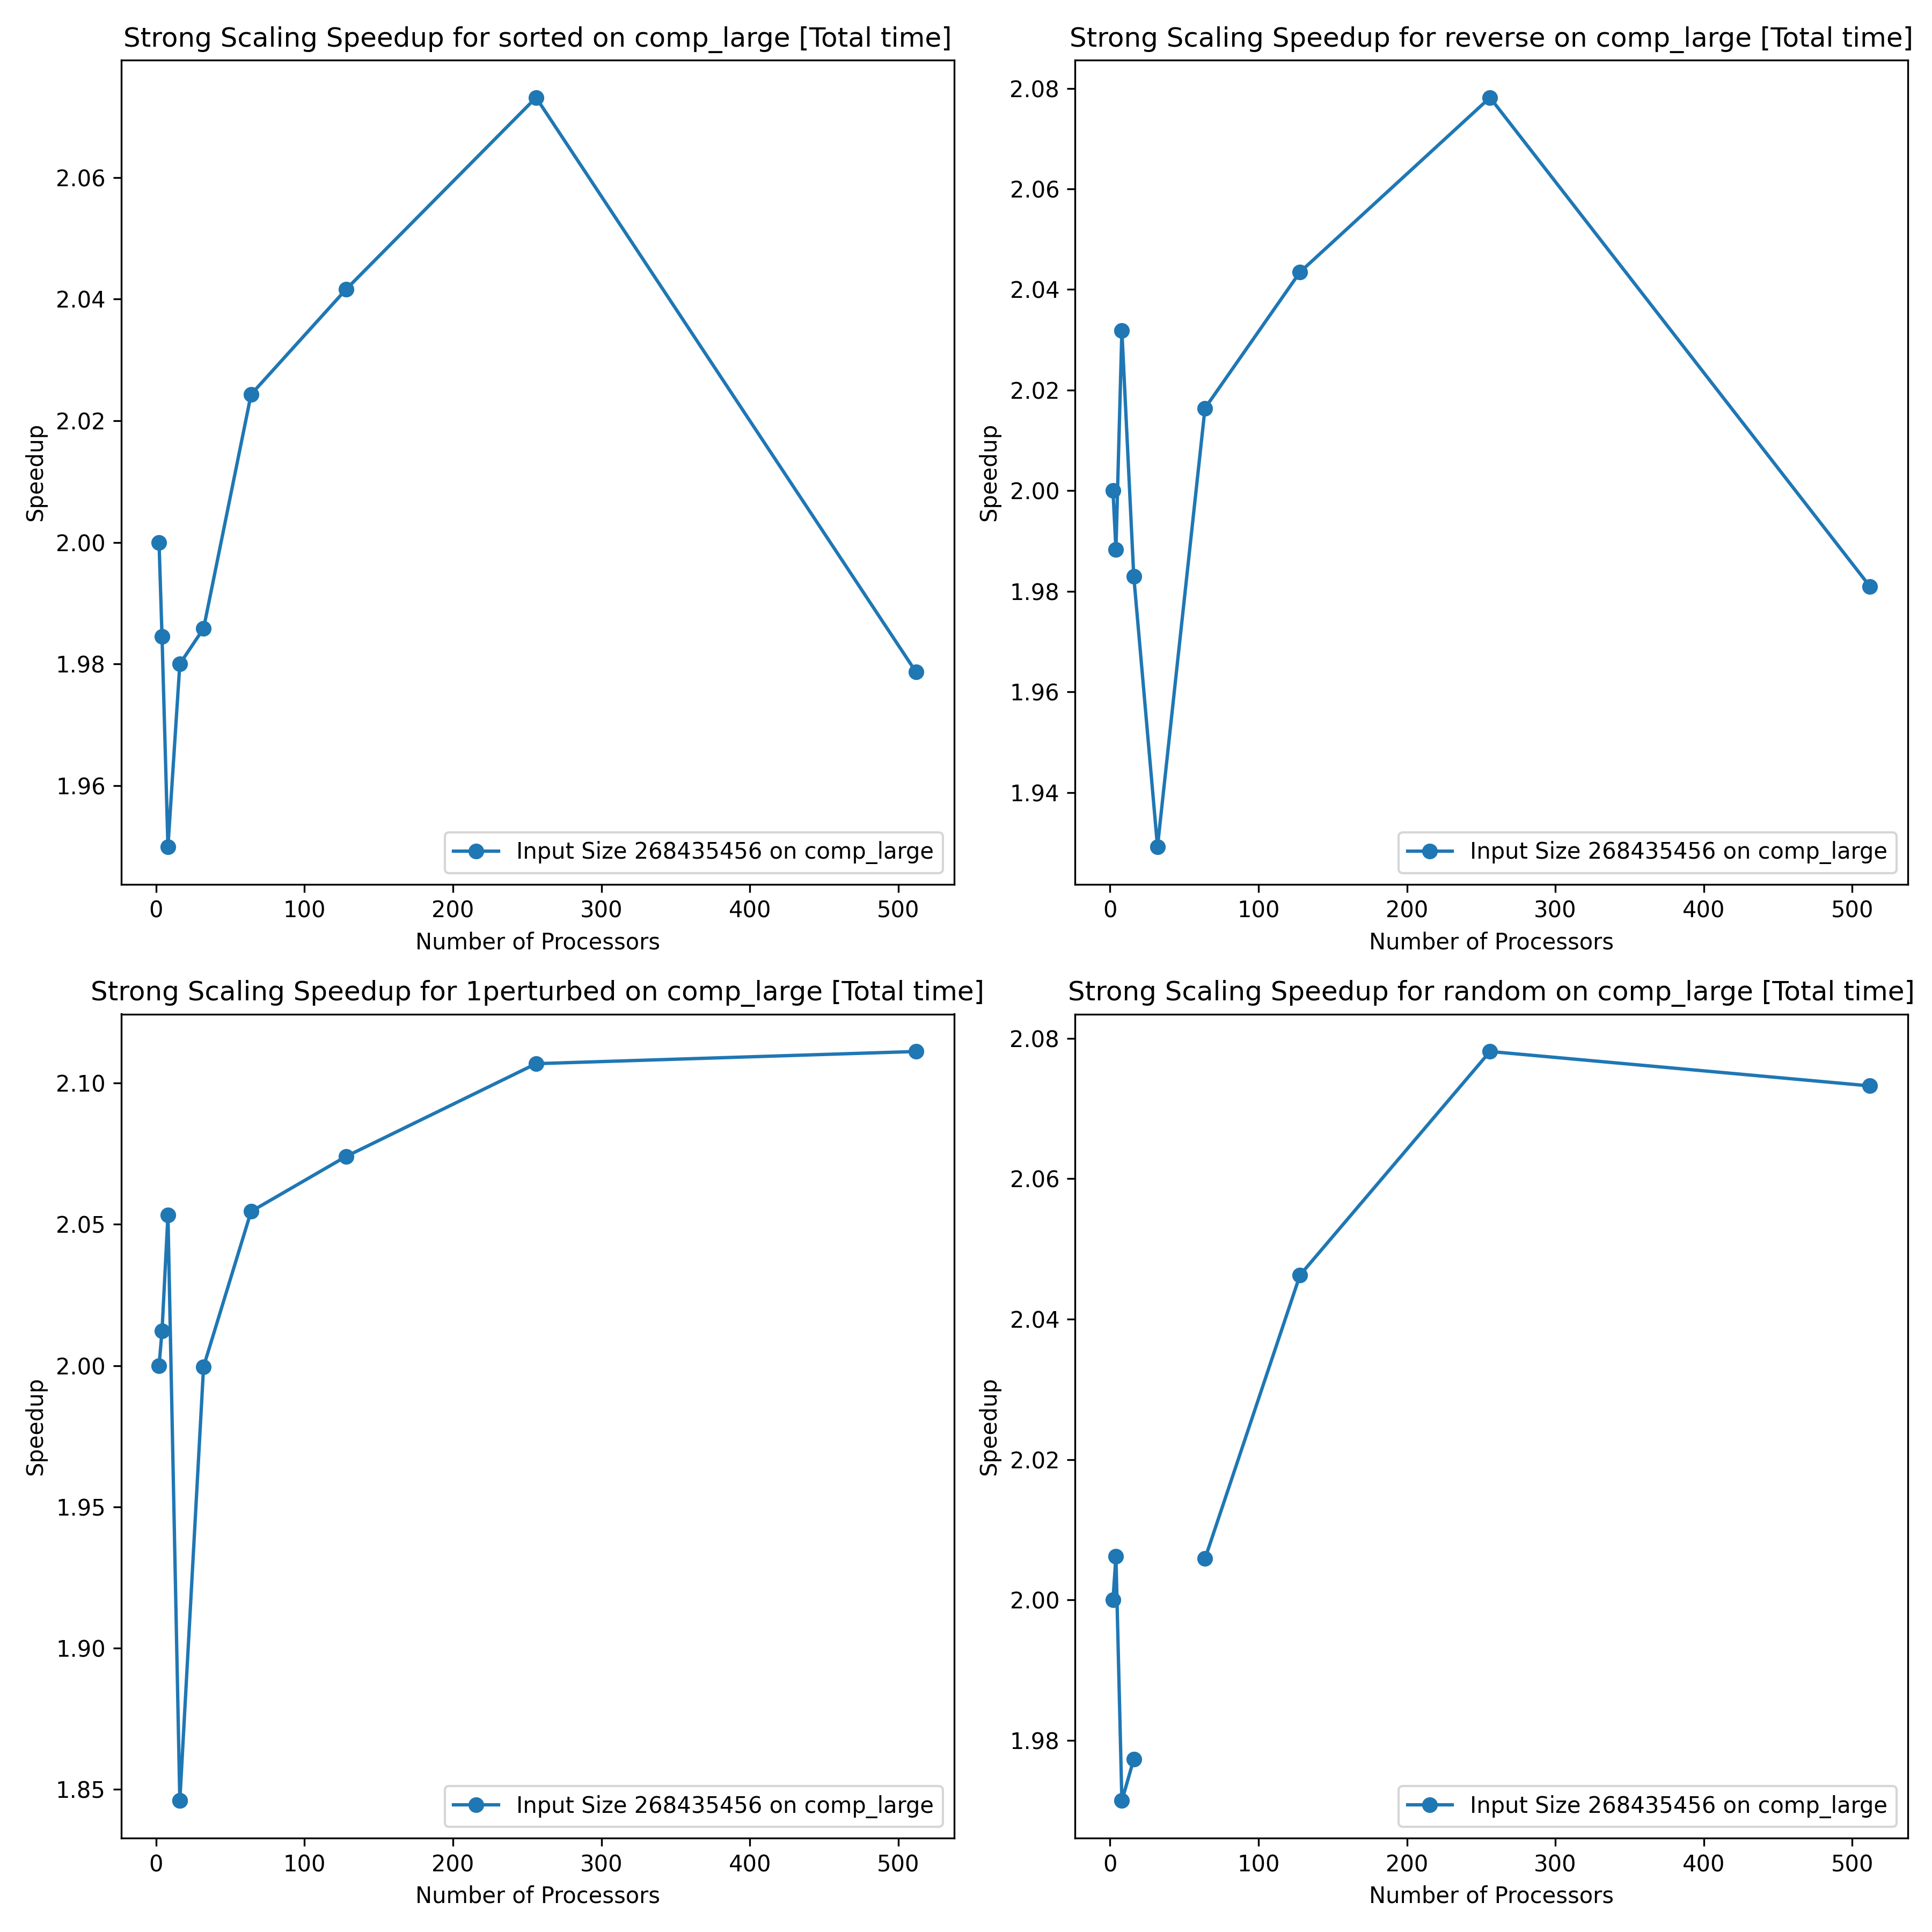 Strong Scaling Speedup for sorted on comp_large [Total time]
Speedup
2.06
2.04
2.02
2.00
1.98
1.96
0 100 200 300 400 500
Number of Processors
Input Size 268435456 on comp_large
Strong Scaling Speedup for reverse on comp_large [Total time]
Speedup
2.08
2.06
2.04
2.02
2.00
1.98
1.96
1.94
0 100 200 300 400 500
Number of Processors
Input Size 268435456 on comp_large
Strong Scaling Speedup for 1perturbed on comp_large [Total time]
Speedup
2.10
2.05
2.00
1.95
1.90
1.85
0 100 200 300 400 500
Number of Processors
Input Size 268435456 on comp_large
Strong Scaling Speedup for random on comp_large [Total time]
Speedup
2.08
2.06
2.04
2.02
2.00
1.98
0 100 200 300 400 500
Number of Processors
Input Size 268435456 on comp_large